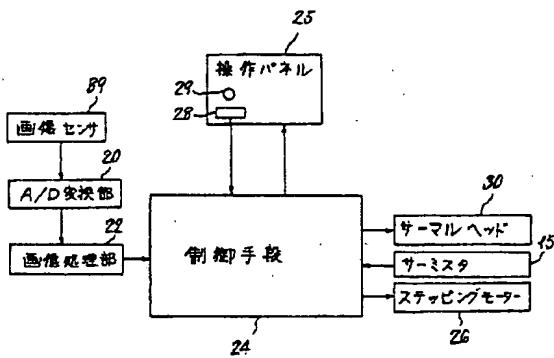 25
操作パネル
29
28
89
画像センサ
20
A/D変換部
22
画像処理部
制御手段
24
30
サーマルヘッド
サーミスタ
15
ステッピングモーター
26